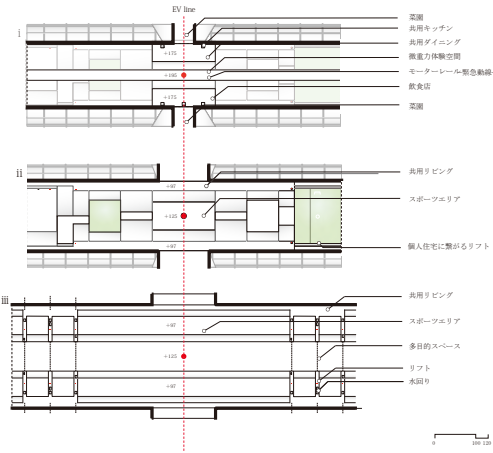 EV line
i
菜園
共用キッチン
共用ダイニング
微重力体験空間
モーターレール・緊急動線
飲食店
菜園
+175
+195
+175
ii
共用リビング
スポーツエリア
個人住宅に繋がるリフト
+97
+125
+97
iii
共用リビング
スポーツエリア
多目的スペース
リフト
水回り
+97
+125
+97
0 100 120